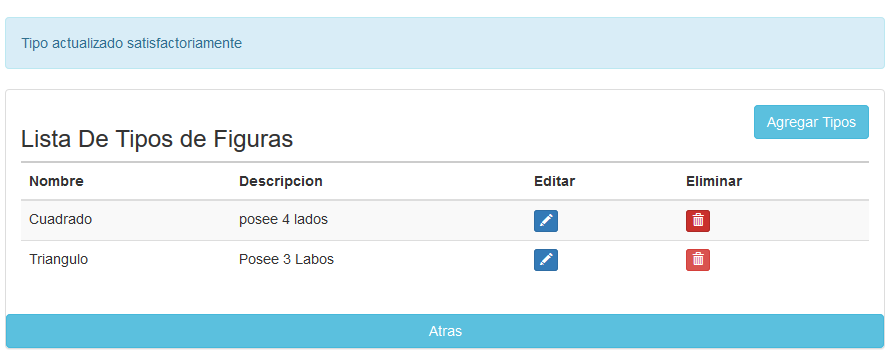 Tipo actualizado satisfactoriamente
Agregar Tipos
Lista De Tipos de Figuras
Nombre Descripcion Editar Eliminar
Cuadrado posee 4 lados
Triangulo Posee 3 Labos
Atras